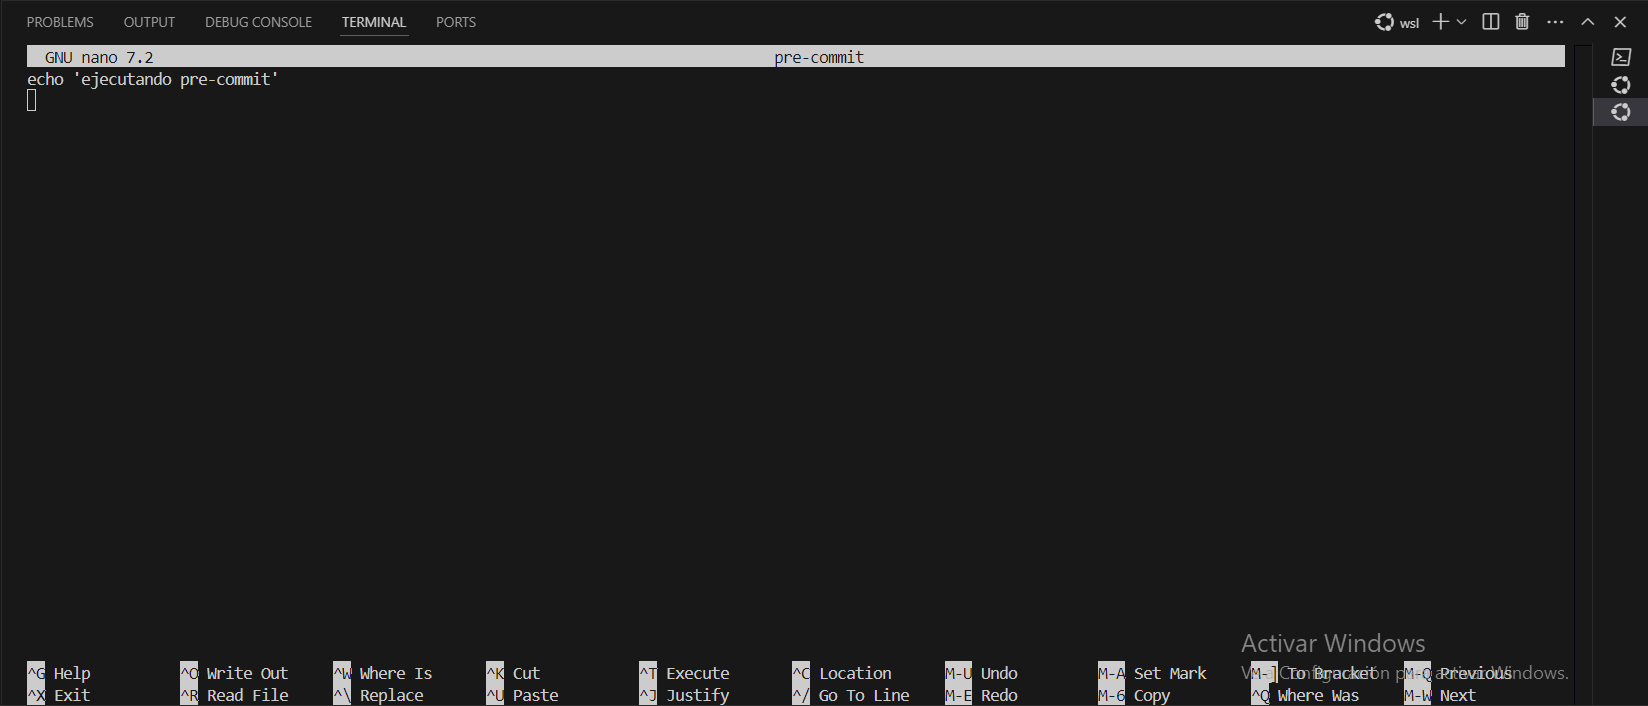 PROBLEMS OUTPUT DEBUG CONSOLE TERMINAL PORTS wsl
GNU nano 7.2 pre-commit
echo 'ejecutando pre-commit'
Activar Windows
Ve a Configuración para activar Windows.
^G Help ^O Write Out ^W Where Is ^K Cut ^T Execute ^C Location M-U Undo M-A Set Mark M-] To Bracket M-Q Previous
^X Exit ^R Read File ^\ Replace ^U Paste ^J Justify ^/ Go To Line M-E Redo M-6 Copy ^Q Where Was M-W Next